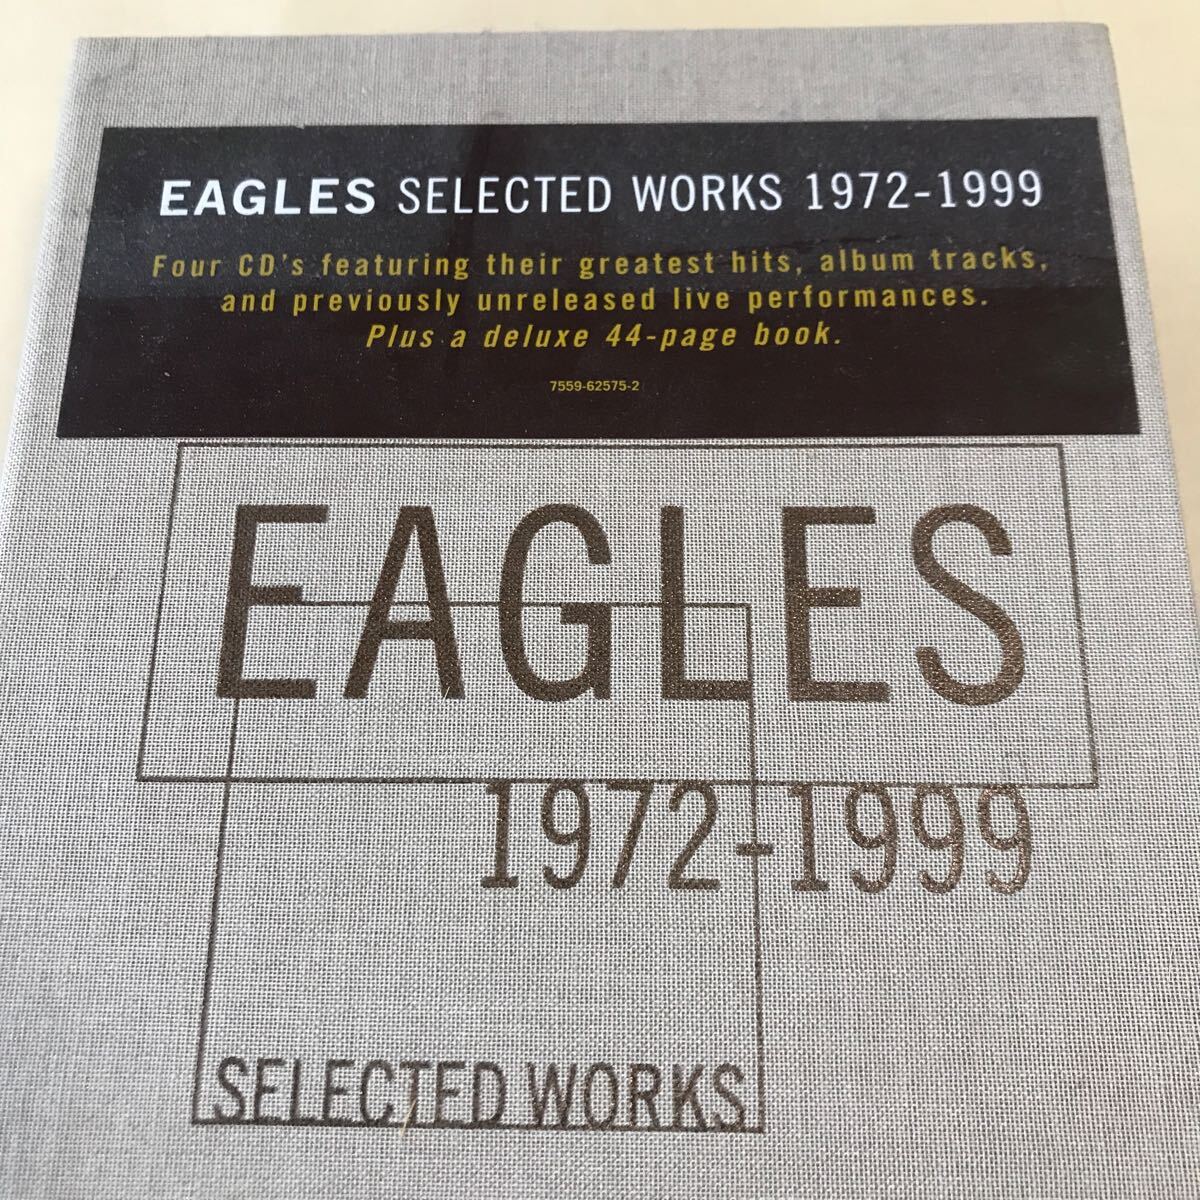 EAGLES SELECTED WORKS 1972-1999
Four CD's featuring their greatest hits, album tracks,
and previously unreleased live performances.
Plus a deluxe 44-page book.
7559-62575-2
EAGLES
1972-1999
SELECTED WORKS